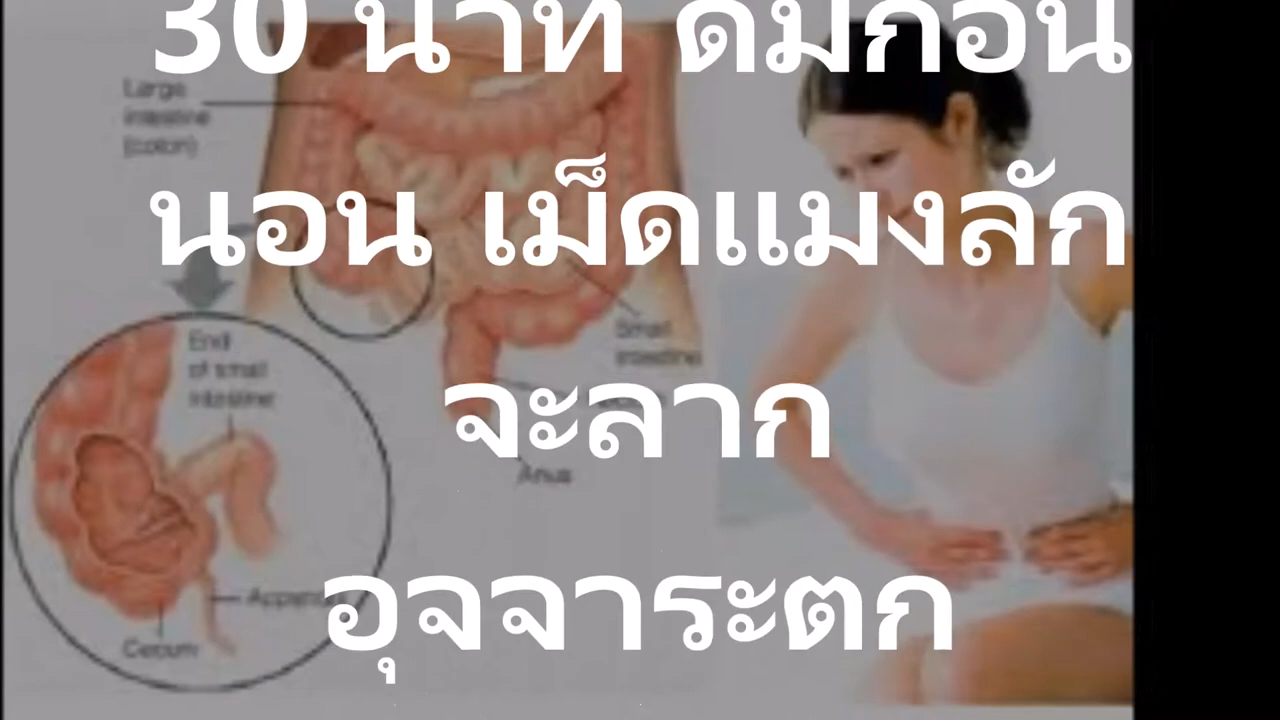 30 นาที ดื่มก่อน
นอน เม็ดแมงลัก
จะลาก
อุจจาระตก
Large
intestine
(colon)
End
of small
intestine
Small
intestine
Anus
Appendix
Cecum